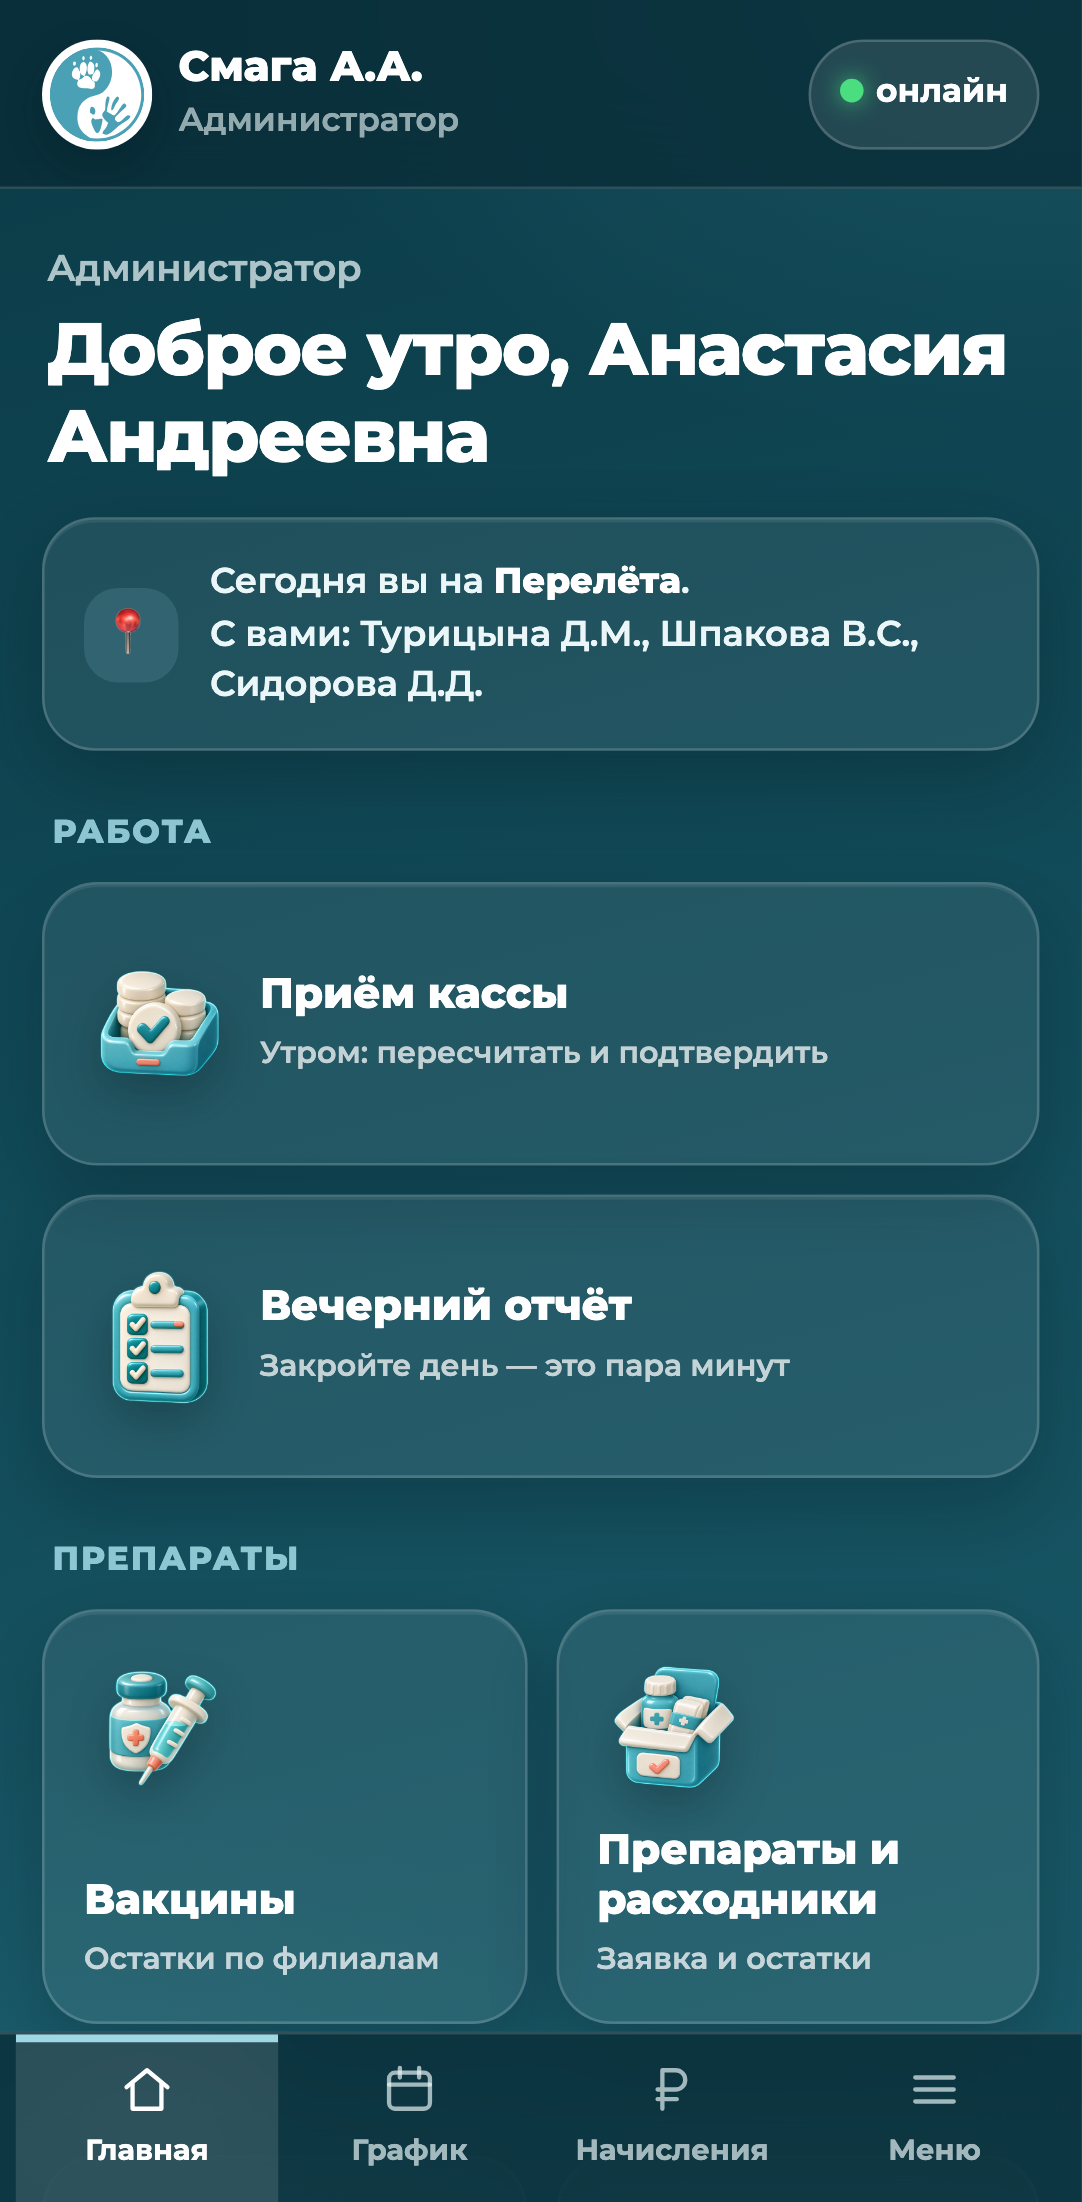 Смага А.А.
Администратор
онлайн
Администратор
Доброе утро, Анастасия
Андреевна
Сегодня вы на Перелёта.
С вами: Турицына Д.М., Шпакова В.С.,
Сидорова Д.Д.
РАБОТА
Приём кассы
Утром: пересчитать и подтвердить
Вечерний отчёт
Закройте день — это пара минут
ПРЕПАРАТЫ
Вакцины
Остатки по филиалам
Препараты и
расходники
Заявка и остатки
Главная
График
Начисления
Меню